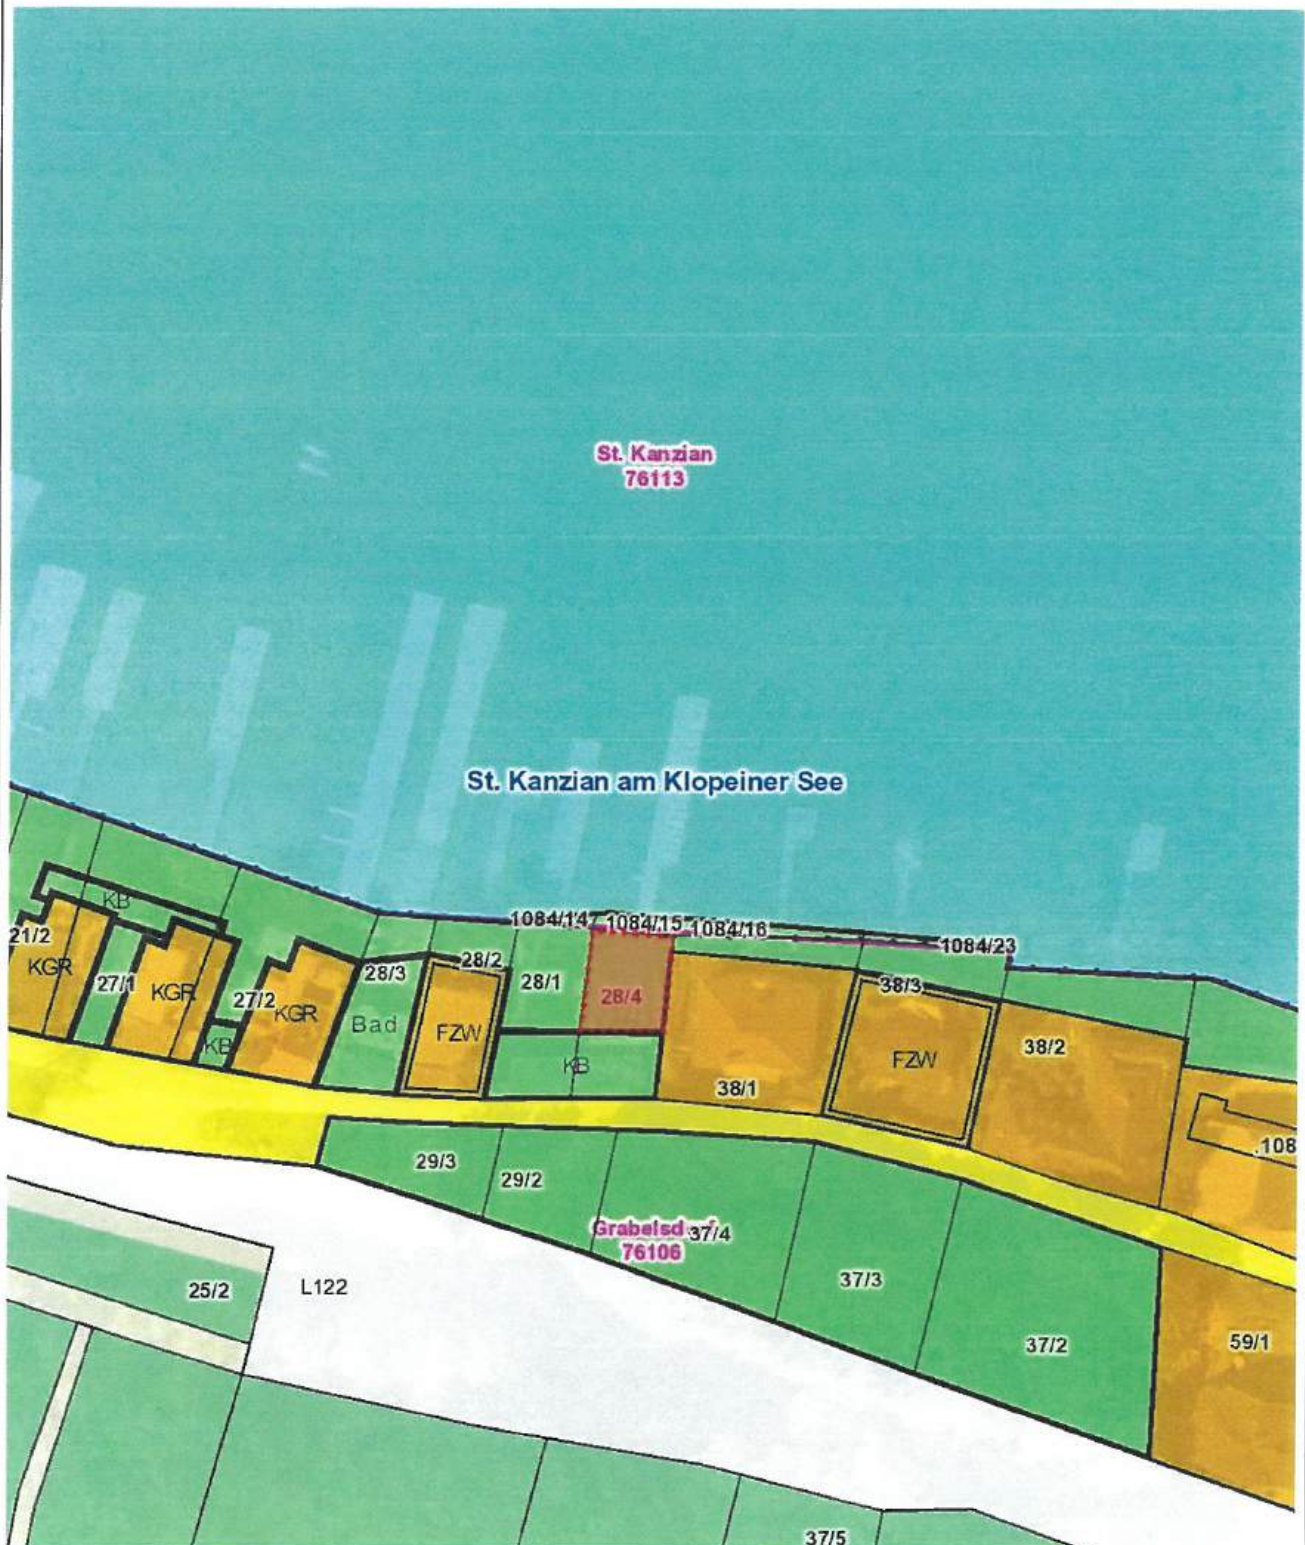 St. Kanzian
76113
St. Kanzian am Klopeiner See
1084/14
1084/15
1084/16
1084/23
KB
21/2
KGR
27/1
KGR
27/2
KGR
KB
28/3
Bad
28/2
FZW
28/1
28/4
KB
38/1
38/3
FZW
38/2
.108
29/3
29/2
Grabelsd
37/4
76106
37/3
37/2
59/1
25/2
L122
37/5